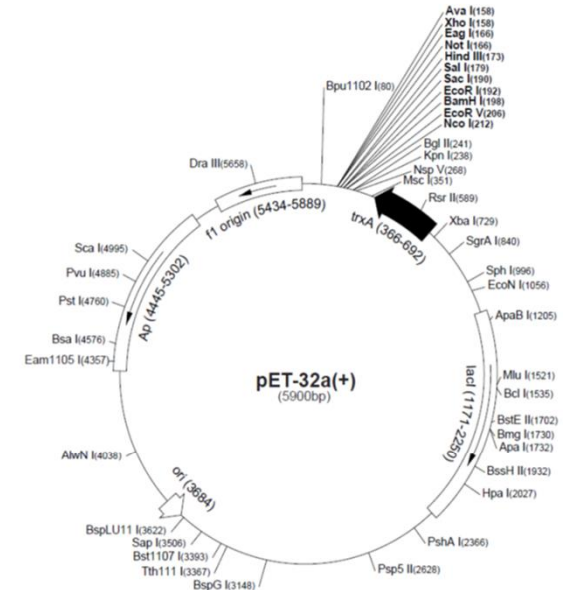 Ava I(158)
Xho I(158)
Eag I(166)
Not I(166)
Hind III(173)
Sal I(179)
Sac I(190)
EcoR I(192)
BamH I(198)
EcoR V(206)
Nco I(212)
Bpu1102 I(80)
Bgl II(241)
Kpn I(238)
Nsp V(268)
Msc I(351)
Rsr II(589)
Xba I(729)
SgrA I(840)
Sph I(996)
EcoN I(1056)
ApaB I(1205)
Mlu I(1521)
Bcl I(1535)
BstE II(1702)
Bmg I(1730)
Apa I(1732)
BssH II(1932)
Hpa I(2027)
PshA I(2366)
Psp5 II(2628)
BspG I(3148)
Tth111 I(3367)
Bst1107 I(3393)
Sap I(3506)
BspLU11 I(3622)
AlwN I(4038)
Eam1105 I(4357)
Bsa I(4576)
Pst I(4760)
Pvu I(4885)
Sca I(4995)
Dra III(5658)
f1 origin (5434-5889)
trxA (366-692)
Ap (4445-5302)
lacI (1171-2250)
ori (3684)
pET-32a(+)
(5900bp)